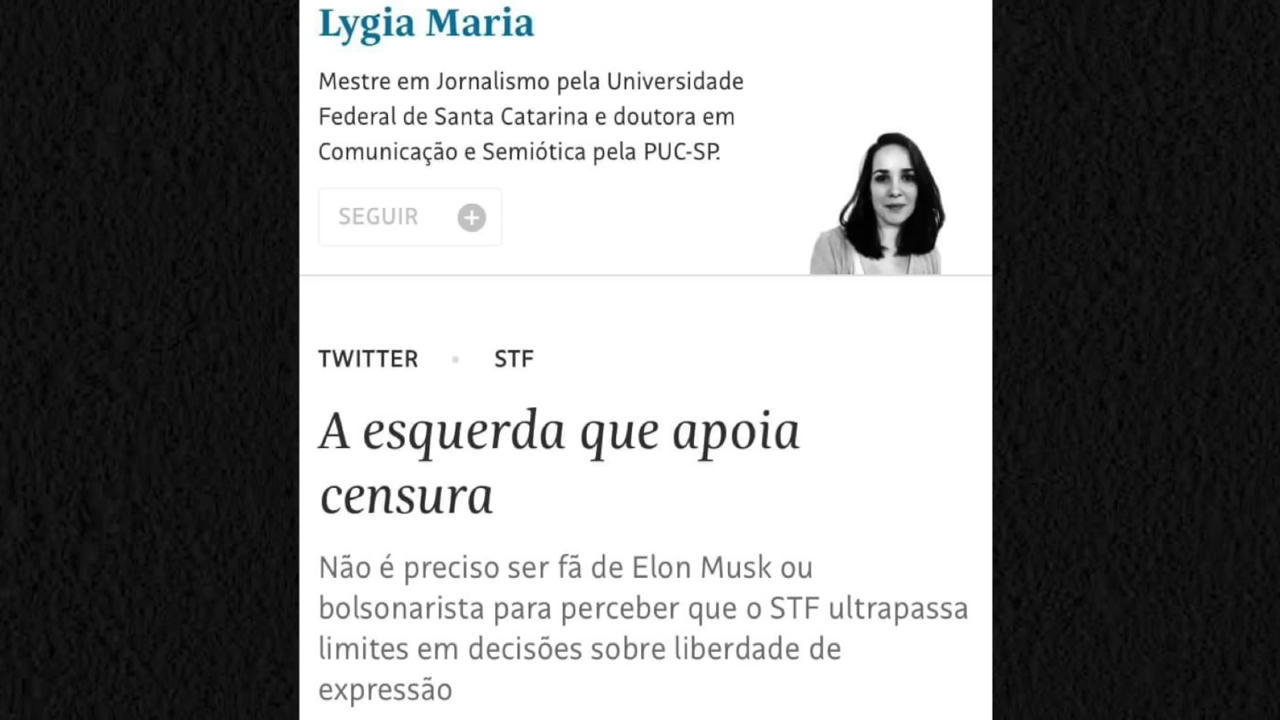 Lygia Maria
Mestre em Jornalismo pela Universidade
Federal de Santa Catarina e doutora em
Comunicação e Semiótica pela PUC-SP.
SEGUIR
TWITTER • STF
A esquerda que apoia
censura
Não é preciso ser fã de Elon Musk ou
bolsonarista para perceber que o STF ultrapassa
limites em decisões sobre liberdade de
expressão